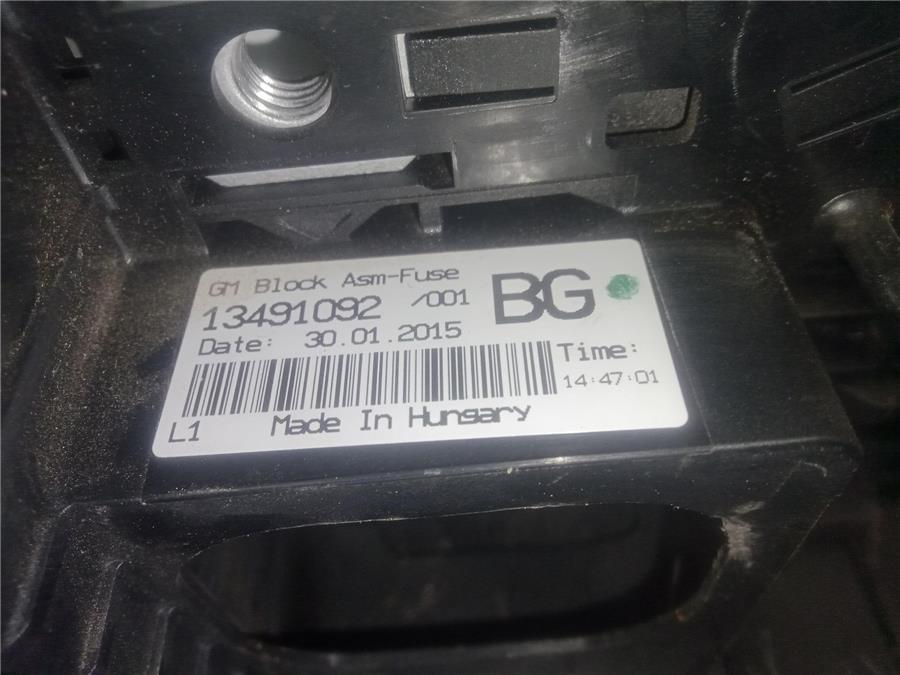 GM Block Asm-Fuse
13491092 /001 BG
Date: 30.01.2015
Time:
14:47:01
L1 Made In Hungary